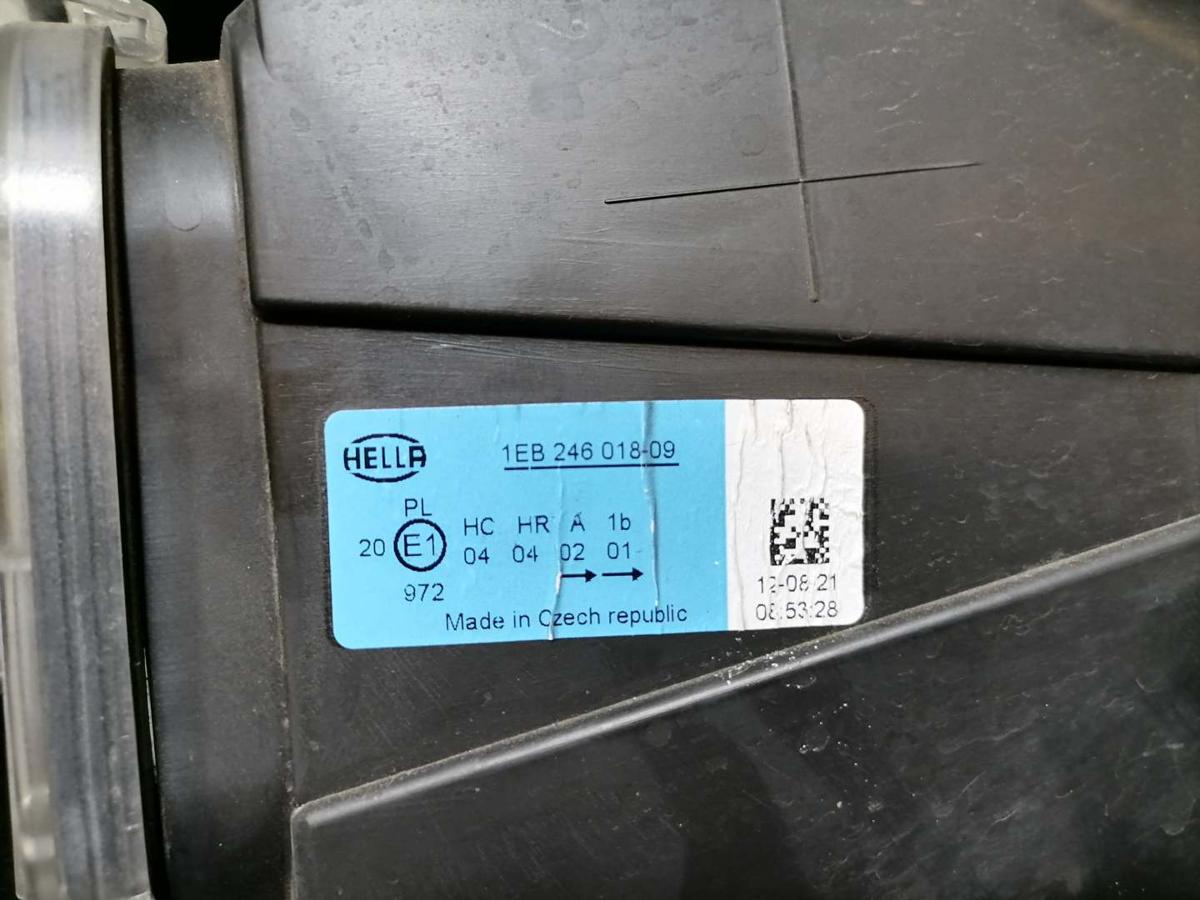 HELLA
1EB 246 018-09
PL
20 E1 HC HR A 1b
04 04 02 01
972
Made in Czech republic
12-08-21
08:53:28